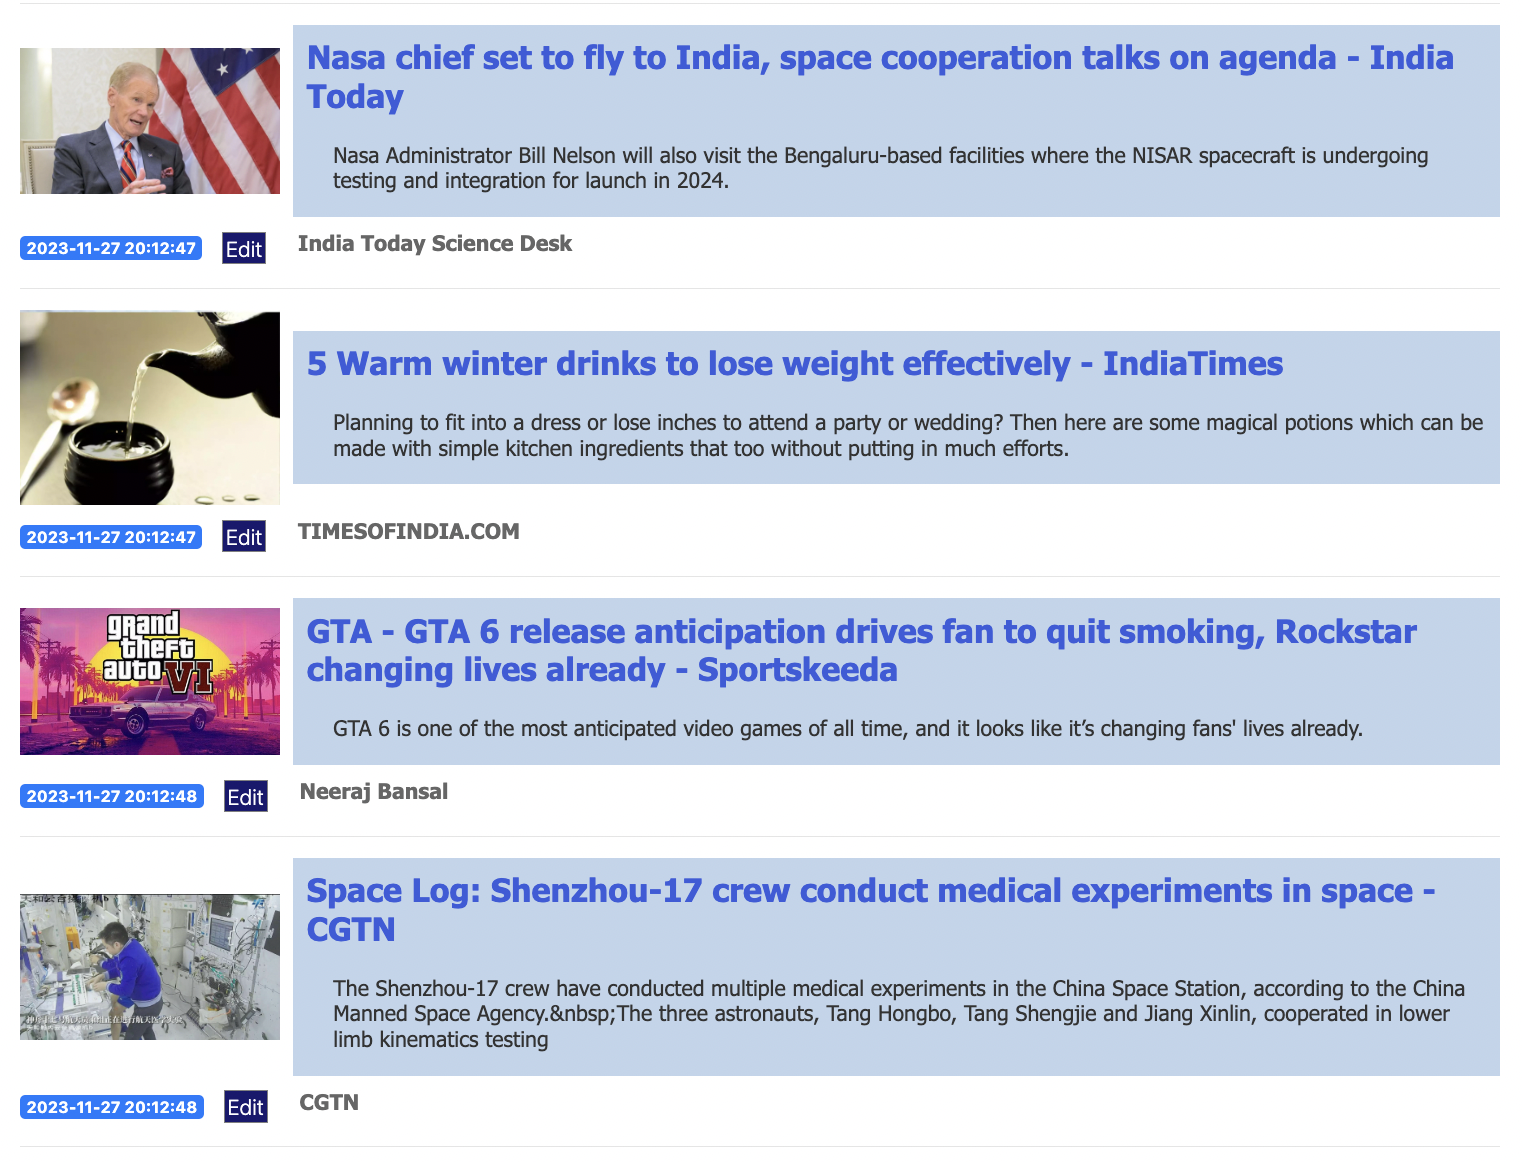 Nasa chief set to fly to India, space cooperation talks on agenda - India
Today
Nasa Administrator Bill Nelson will also visit the Bengaluru-based facilities where the NISAR spacecraft is undergoing
testing and integration for launch in 2024.
2023-11-27 20:12:47 Edit India Today Science Desk
5 Warm winter drinks to lose weight effectively - IndiaTimes
Planning to fit into a dress or lose inches to attend a party or wedding? Then here are some magical potions which can be
made with simple kitchen ingredients that too without putting in much efforts.
2023-11-27 20:12:47 Edit TIMESOFINDIA.COM
grand
theft
auto VI
GTA - GTA 6 release anticipation drives fan to quit smoking, Rockstar
changing lives already - Sportskeeda
GTA 6 is one of the most anticipated video games of all time, and it looks like it’s changing fans' lives already.
2023-11-27 20:12:48 Edit Neeraj Bansal
Space Log: Shenzhou-17 crew conduct medical experiments in space -
CGTN
The Shenzhou-17 crew have conducted multiple medical experiments in the China Space Station, according to the China
Manned Space Agency.&nbsp;The three astronauts, Tang Hongbo, Tang Shengjie and Jiang Xinlin, cooperated in lower
limb kinematics testing
2023-11-27 20:12:48 Edit CGTN